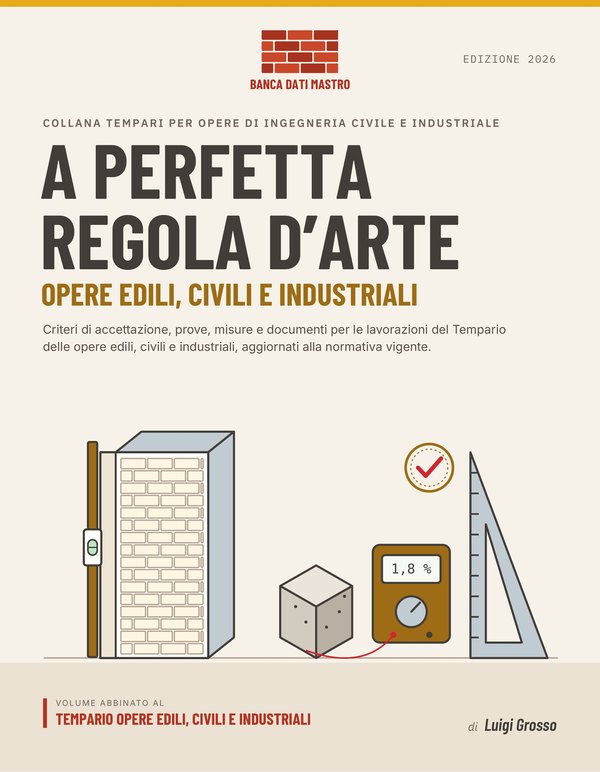 BANCA DATI MASTRO
EDIZIONE 2026
COLLANA TEMPARI PER OPERE DI INGEGNERIA CIVILE E INDUSTRIALE
A PERFETTA
REGOLA D’ARTE
OPERE EDILI, CIVILI E INDUSTRIALI
Criteri di accettazione, prove, misure e documenti per le lavorazioni del Tempario
delle opere edili, civili e industriali, aggiornati alla normativa vigente.
1,8 %
VOLUME ABBINATO AL
TEMPARIO OPERE EDILI, CIVILI E INDUSTRIALI
di Luigi Grosso